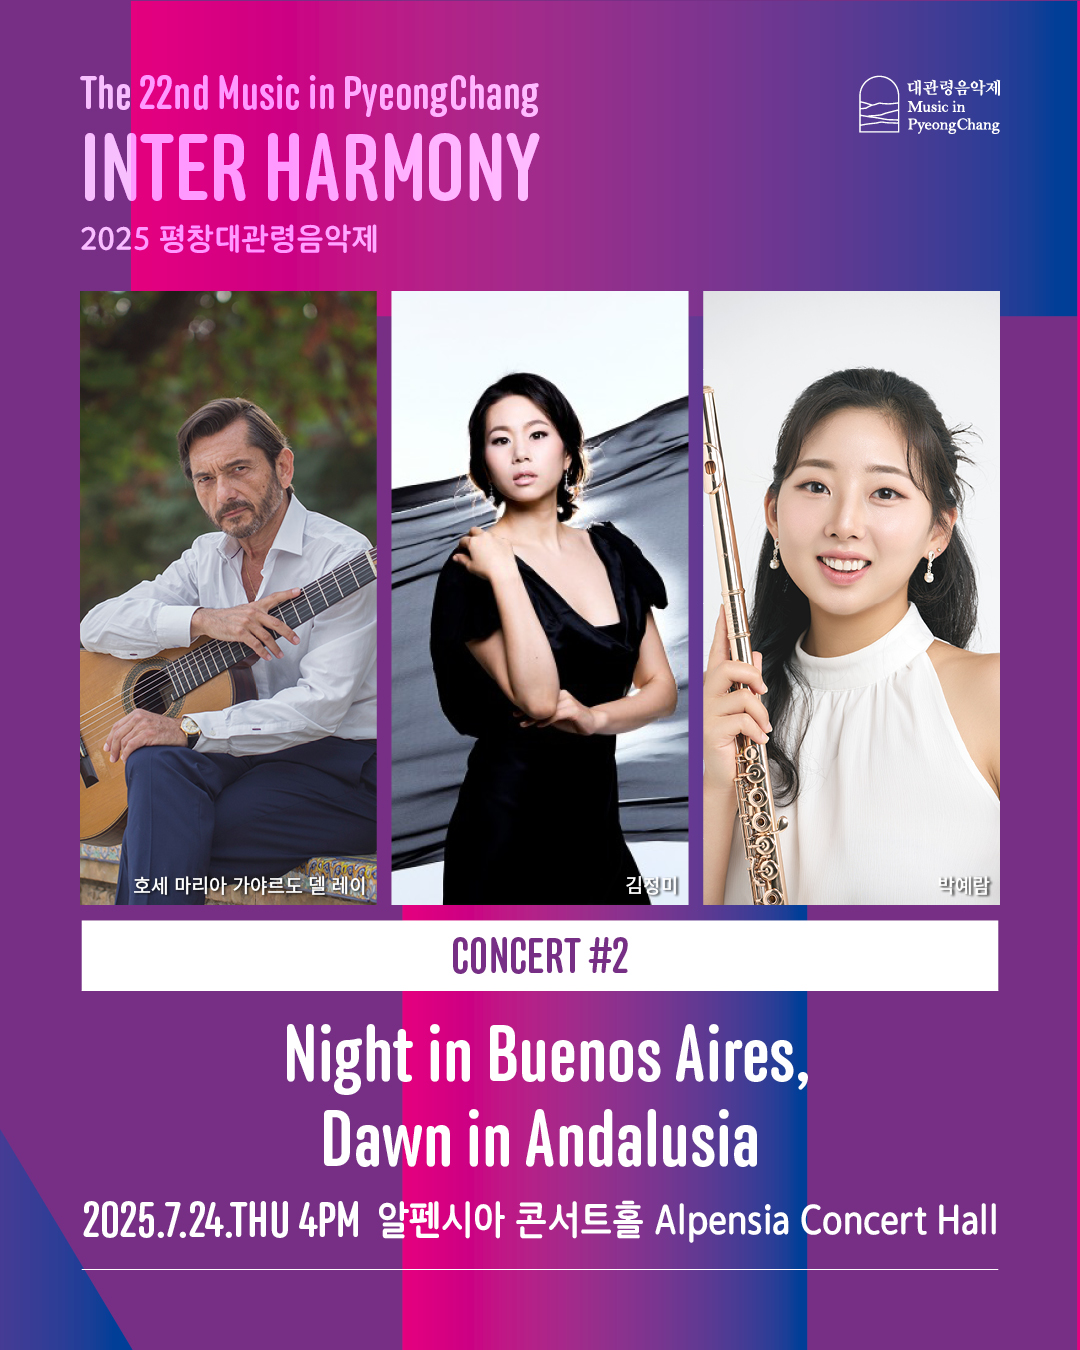 The 22nd Music in PyeongChang
INTER HARMONY
2025 평창대관령음악제
대관령음악제
Music in
PyeongChang
호세 마리아 가야르도 델 레이
김정미
박예람
CONCERT #2
Night in Buenos Aires,
Dawn in Andalusia
2025.7.24.THU 4PM 알펜시아 콘서트홀 Alpensia Concert Hall